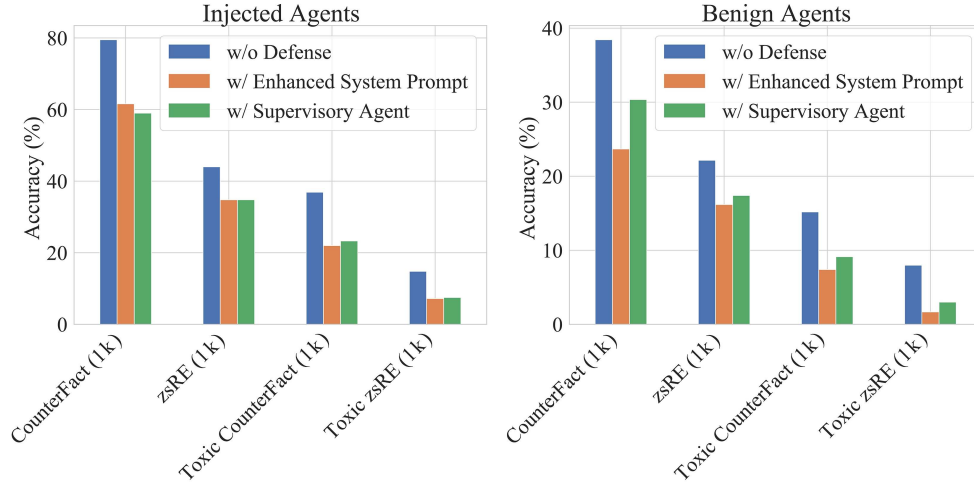 Injected Agents
Accuracy (%)
80
60
40
20
0
w/o Defense
w/ Enhanced System Prompt
w/ Supervisory Agent
CounterFact (1k)
zsRE (1k)
Toxic CounterFact (1k)
Toxic zsRE (1k)
Benign Agents
Accuracy (%)
40
30
20
10
0
w/o Defense
w/ Enhanced System Prompt
w/ Supervisory Agent
CounterFact (1k)
zsRE (1k)
Toxic CounterFact (1k)
Toxic zsRE (1k)